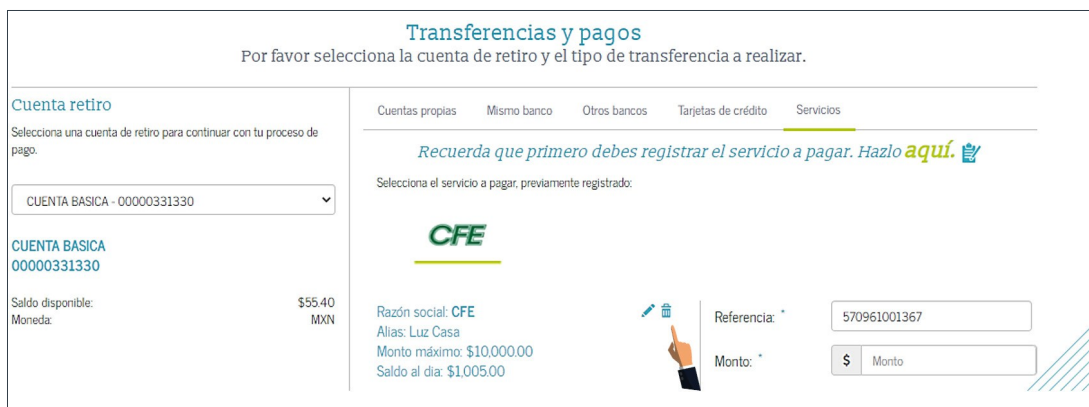 Transferencias y pagos
Por favor selecciona la cuenta de retiro y el tipo de transferencia a realizar.
Cuenta retiro
Selecciona una cuenta de retiro para continuar con tu proceso de
pago.
CUENTA BASICA - 00000331330
CUENTA BASICA
00000331330
Saldo disponible: $55.40
Moneda: MXN
Cuentas propias Mismo banco Otros bancos Tarjetas de crédito Servicios
Recuerda que primero debes registrar el servicio a pagar. Hazlo aquí.
Selecciona el servicio a pagar, previamente registrado:
CFE
Razón social: CFE
Alias: Luz Casa
Monto máximo: $10,000.00
Saldo al dia: $1,005.00
Referencia: * 570961001367
Monto: * $ Monto